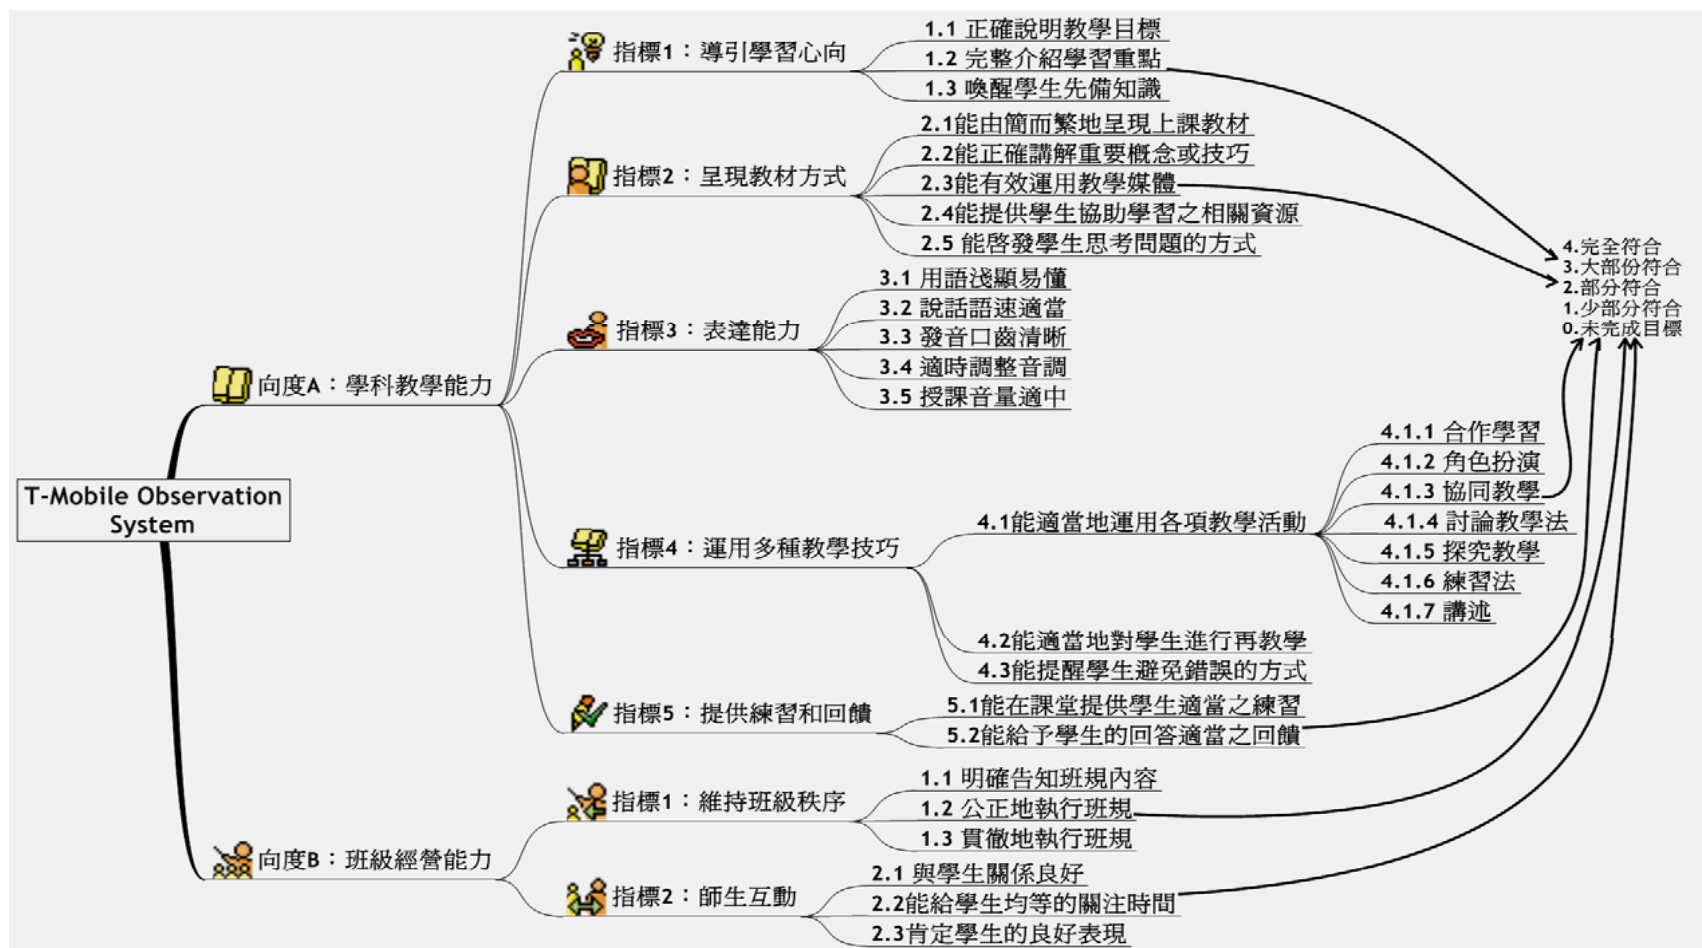 T-Mobile Observation
System
向度A：學科教學能力
指標1：導引學習心向
1.1 正確說明教學目標
1.2 完整介紹學習重點
1.3 喚醒學生先備知識
指標2：呈現教材方式
2.1能由簡而繁地呈現上課教材
2.2能正確講解重要概念或技巧
2.3能有效運用教學媒體
2.4能提供學生協助學習之相關資源
2.5 能啓發學生思考問題的方式
指標3：表達能力
3.1 用語淺顯易懂
3.2 說話語速適當
3.3 發音口齒清晰
3.4 適時調整音調
3.5 授課音量適中
指標4：運用多種教學技巧
4.1能適當地運用各項教學活動
4.1.1 合作學習
4.1.2 角色扮演
4.1.3 協同教學
4.1.4 討論教學法
4.1.5 探究教學
4.1.6 練習法
4.1.7 講述
4.2能適當地對學生進行再教學
4.3能提醒學生避免錯誤的方式
指標5：提供練習和回饋
5.1能在課堂提供學生適當之練習
5.2能給予學生的回答適當之回饋
向度B：班級經營能力
指標1：維持班級秩序
1.1 明確告知班規內容
1.2 公正地執行班規
1.3 貫徹地執行班規
指標2：師生互動
2.1 與學生關係良好
2.2能給學生均等的關注時間
2.3肯定學生的良好表現
4.完全符合
3.大部份符合
2.部分符合
1.少部分符合
0.未完成目標